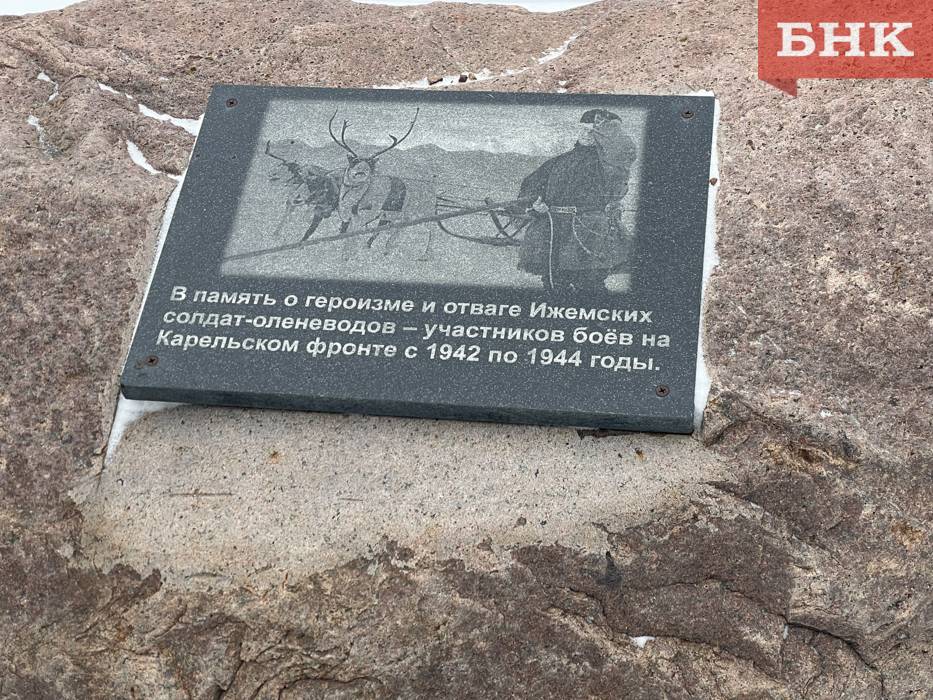 БНК
В память о героизме и отваге Ижемских
солдат-оленеводов – участников боёв на
Карельском фронте с 1942 по 1944 годы.